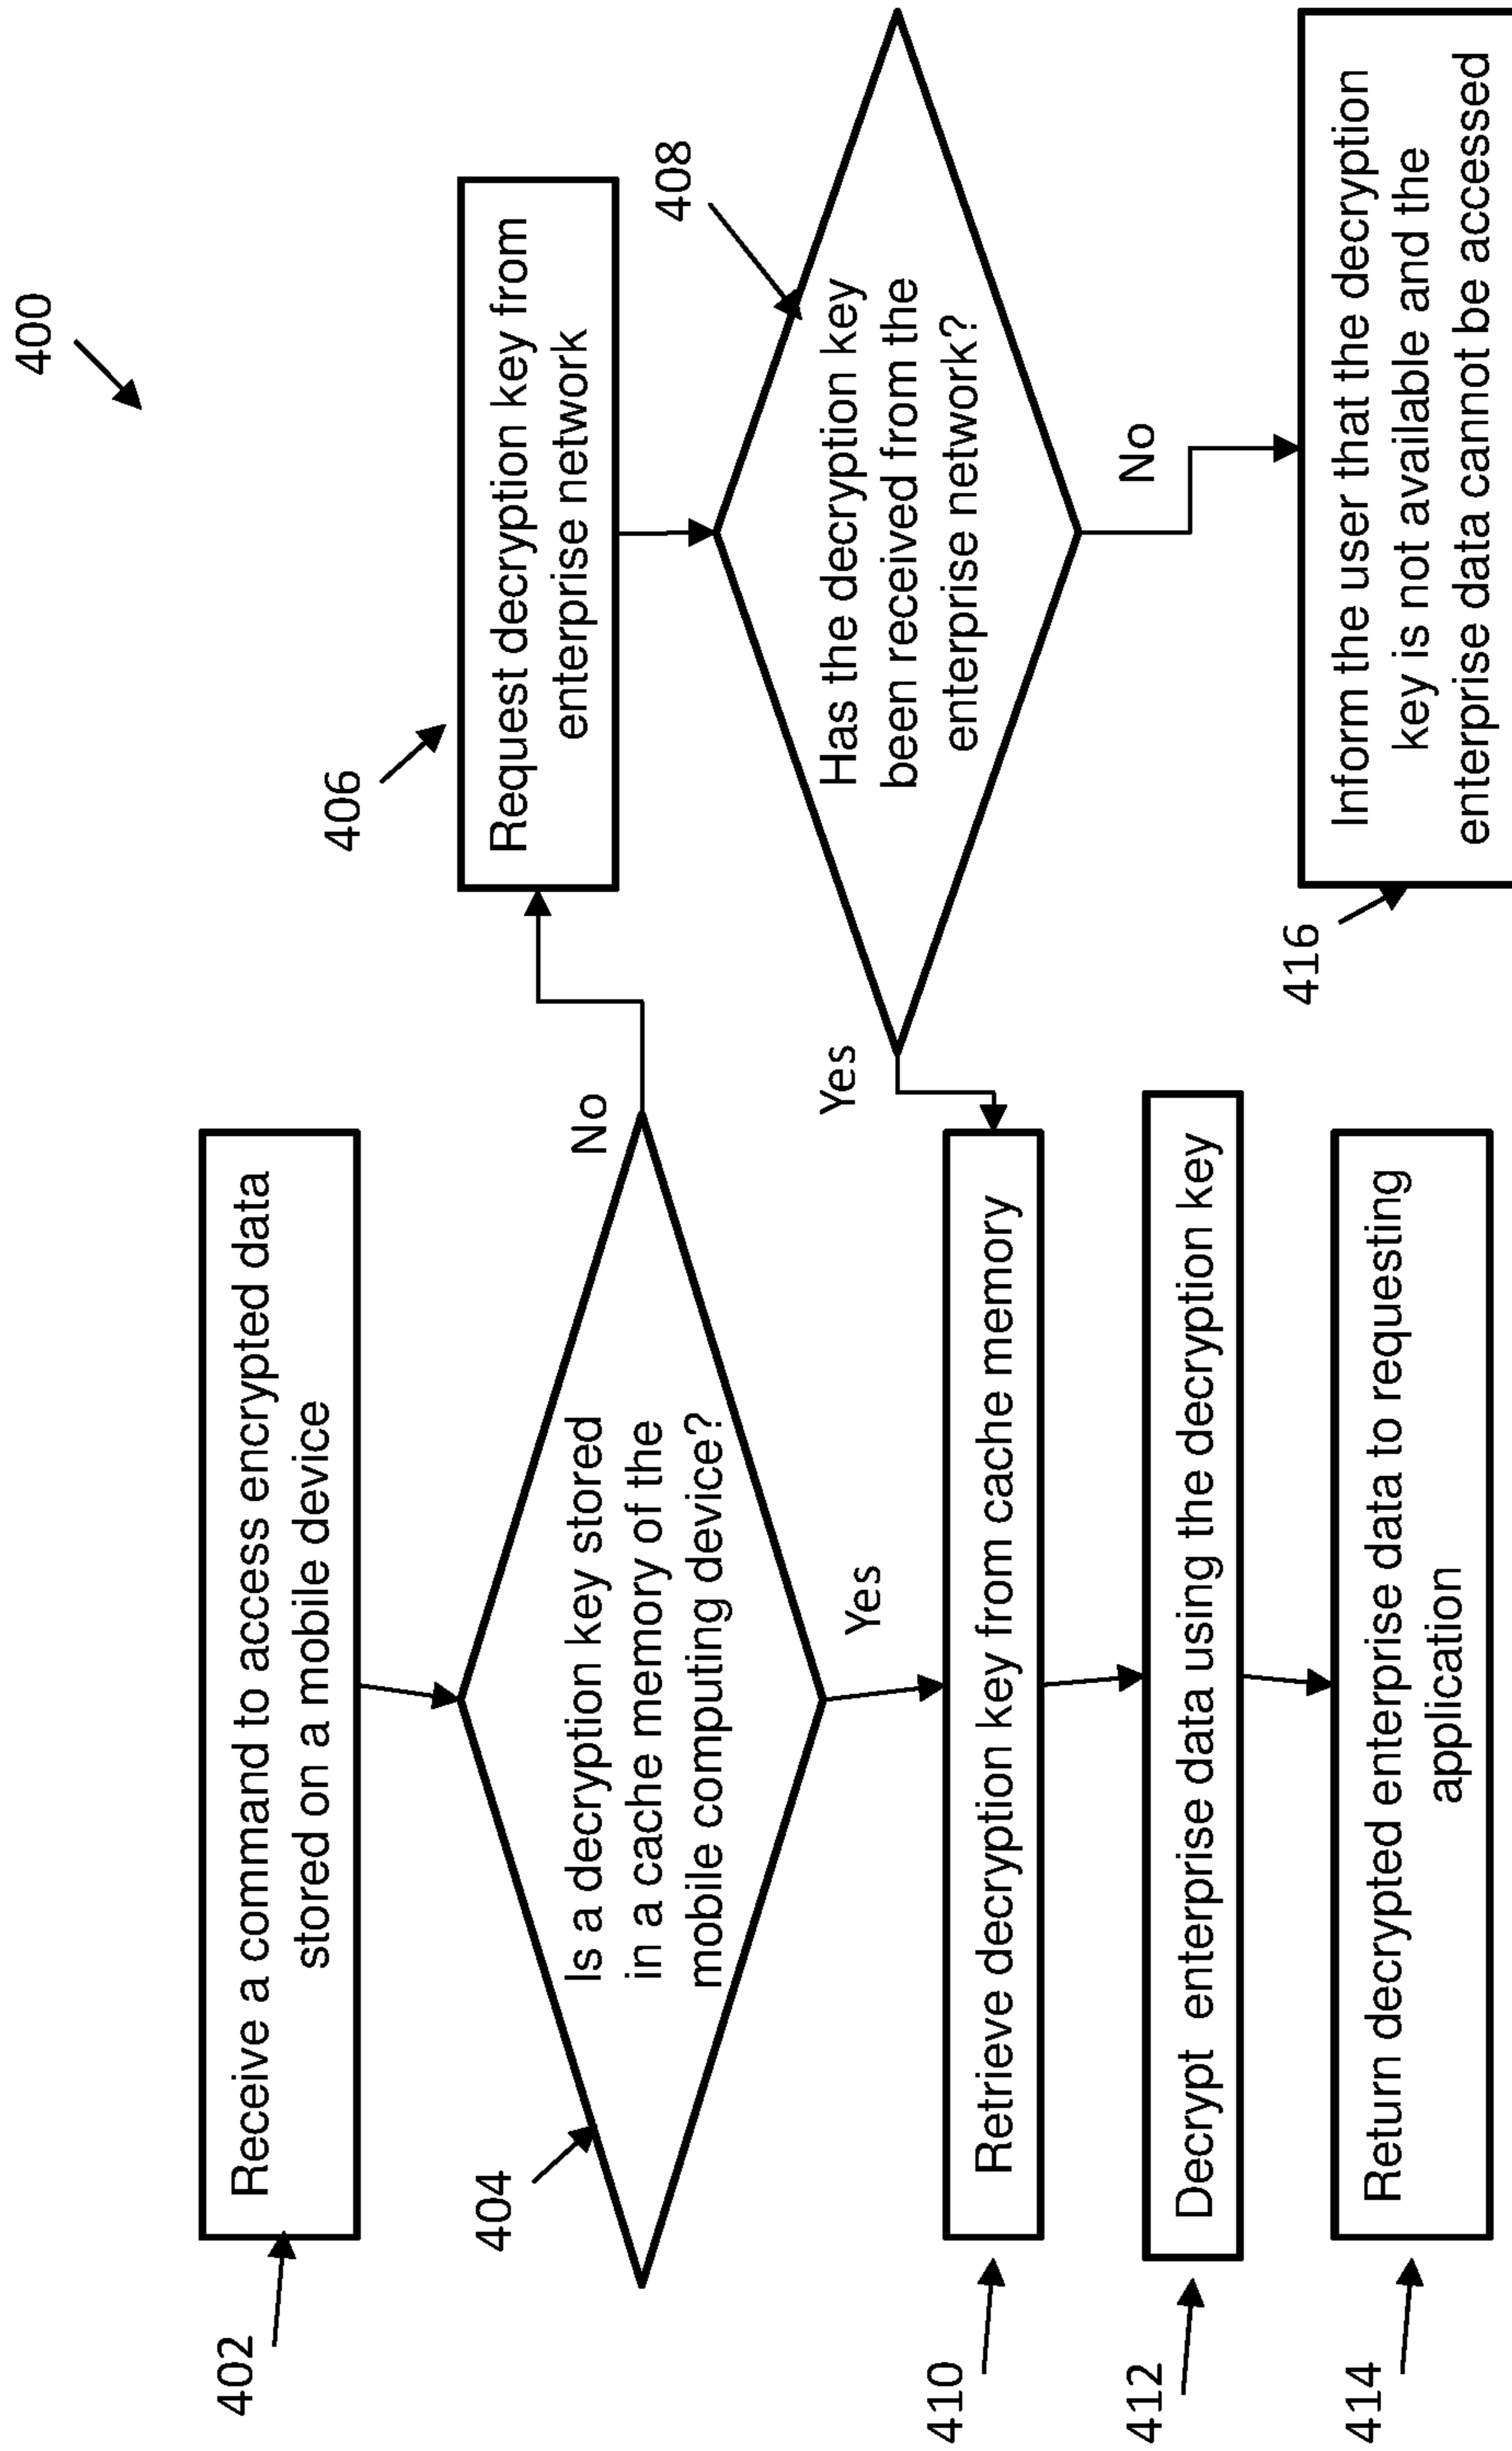 400
402
Receive a command to access encrypted data
stored on a mobile device
404
Is a decryption key stored
in a cache memory of the
mobile computing device?
No
406
Request decryption key from
enterprise network
408
Has the decryption key
been received from the
enterprise network?
Yes
Yes
No
410
Retrieve decryption key from cache memory
412
Decrypt enterprise data using the decryption key
414
Return decrypted enterprise data to requesting
application
416
Inform the user that the decryption
key is not available and the
enterprise data cannot be accessed